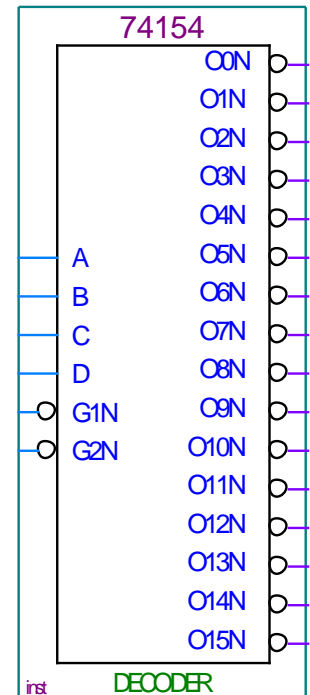 74154
O0N
O1N
O2N
O3N
O4N
A O5N
B O6N
C O7N
D O8N
G1N O9N
G2N O10N
O11N
O12N
O13N
O14N
O15N
inst DECODER